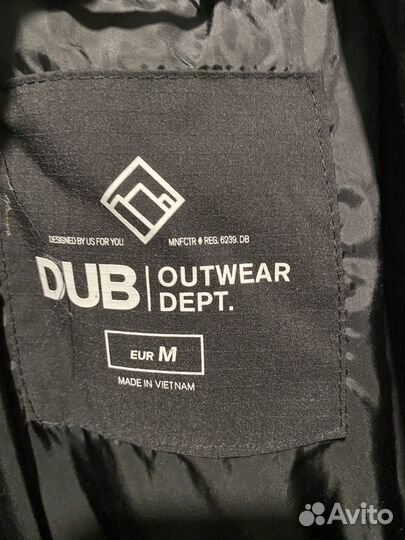 DESIGNED BY US FOR YOU
MNFCTR ⧫ REG. 6239. DB
DUB | OUTWEAR
DEPT.
EUR M
MADE IN VIETNAM
Avito